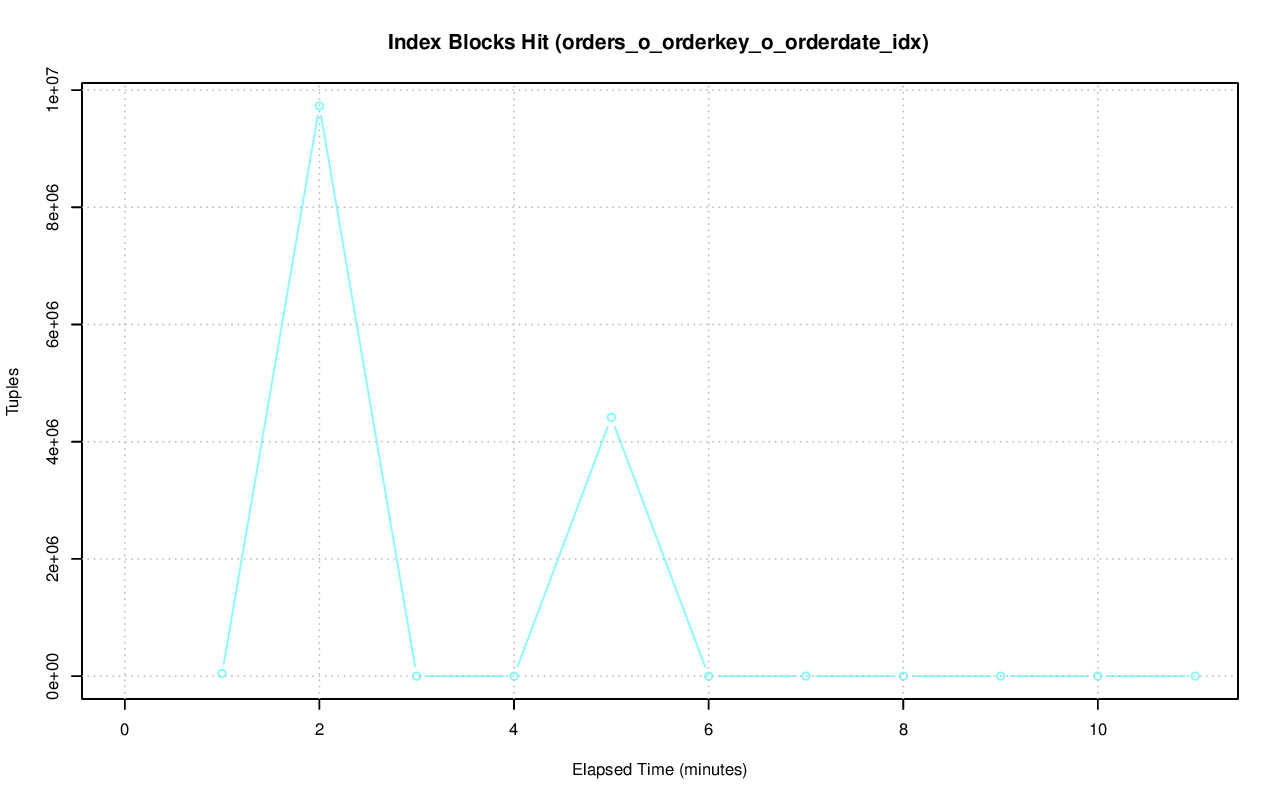 Index Blocks Hit (orders_o_orderkey_o_orderdate_idx)
1e+07
8e+06
6e+06
4e+06
2e+06
0e+00
Tuples
0 2 4 6 8 10
Elapsed Time (minutes)